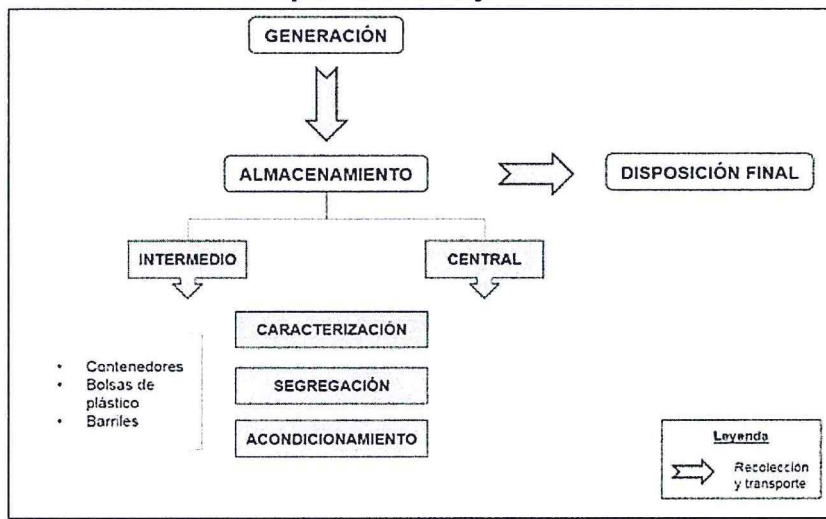 GENERACIÓN
ALMACENAMIENTO
DISPOSICIÓN FINAL
INTERMEDIO
CENTRAL
CARACTERIZACIÓN
• Contenedores
• Bolsas de
plástico
• Barriles
SEGREGACIÓN
ACONDICIONAMIENTO
Leyenda
Recolección
y transporte